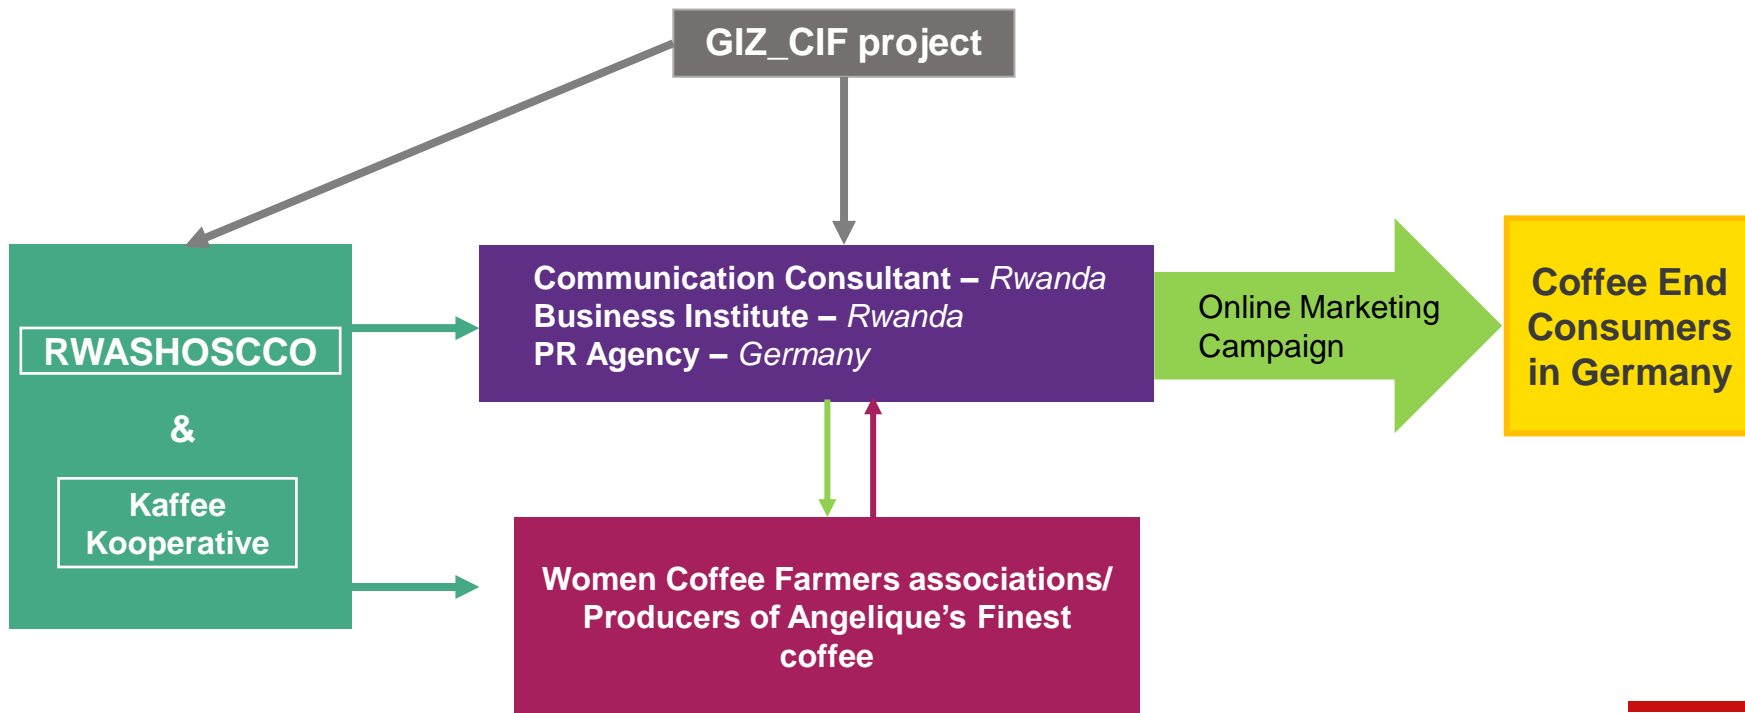 GIZ_CIF project
RWASHOSCCO
&
Kaffee
Kooperative
Communication Consultant – Rwanda
Business Institute – Rwanda
PR Agency – Germany
Online Marketing
Campaign
Coffee End
Consumers
in Germany
Women Coffee Farmers associations/
Producers of Angelique’s Finest
coffee